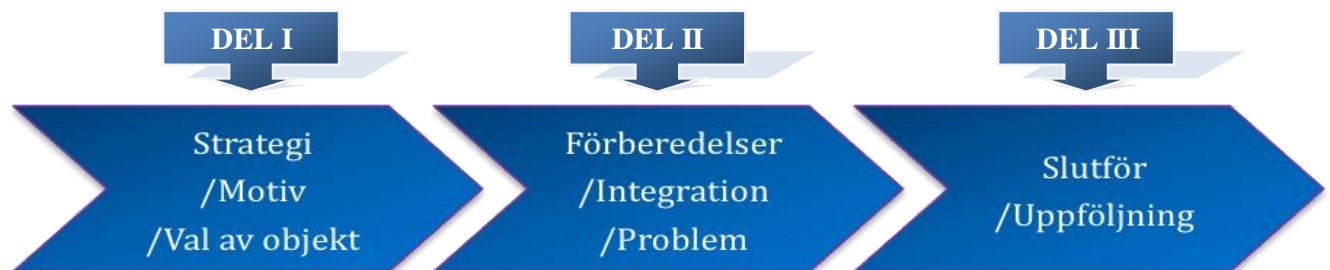 DEL I
Strategi
/Motiv
/Val av objekt
DEL II
Förberedelser
/Integration
/Problem
DEL III
Slutför
/Uppföljning